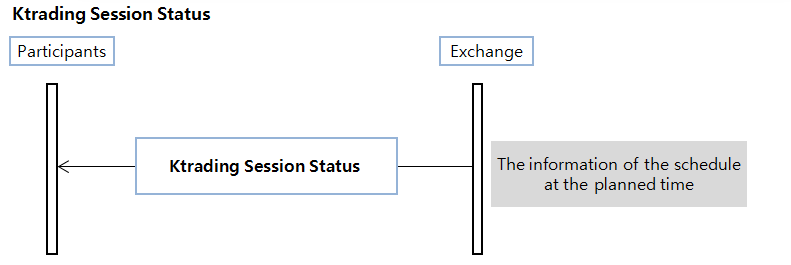 Ktrading Session Status
Participants
Exchange
Ktrading Session Status
The information of the schedule
at the planned time